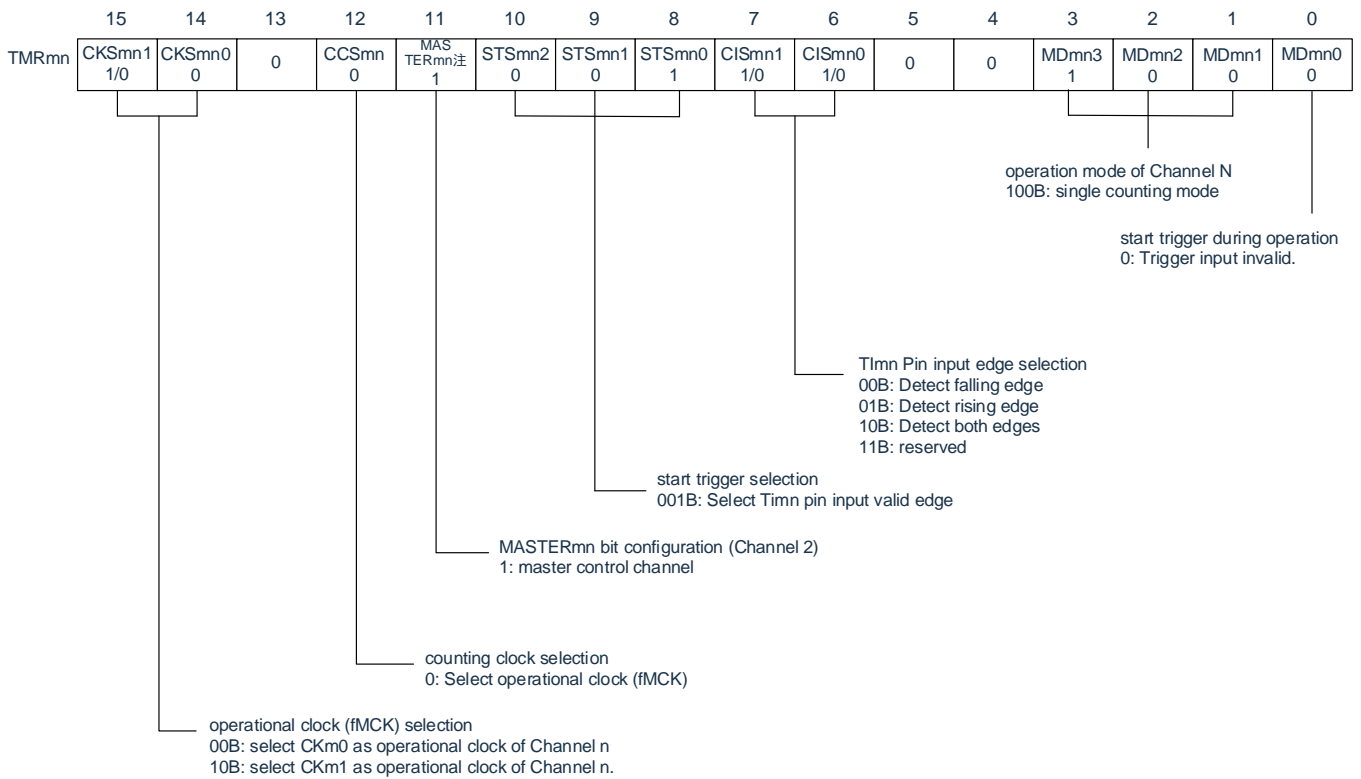 15 14 13 12 11 10 9 8 7 6 5 4 3 2 1 0
TMRmn CKSmn1 CKSmn0 0 CCSmn MAS TERmn注 STSmn2 STSmn1 STSmn0 CISmn1 CISmn0 0 0 MDmn3 MDmn2 MDmn1 MDmn0
1/0 0 0 1 0 0 1 1/0 1/0 1 0 0 0
operation mode of Channel N
100B: single counting mode
start trigger during operation
0: Trigger input invalid.
TImn Pin input edge selection
00B: Detect falling edge
01B: Detect rising edge
10B: Detect both edges
11B: reserved
start trigger selection
001B: Select Timn pin input valid edge
MASTERmn bit configuration (Channel 2)
1: master control channel
counting clock selection
0: Select operational clock (fMCK)
operational clock (fMCK) selection
00B: select CKm0 as operational clock of Channel n
10B: select CKm1 as operational clock of Channel n.